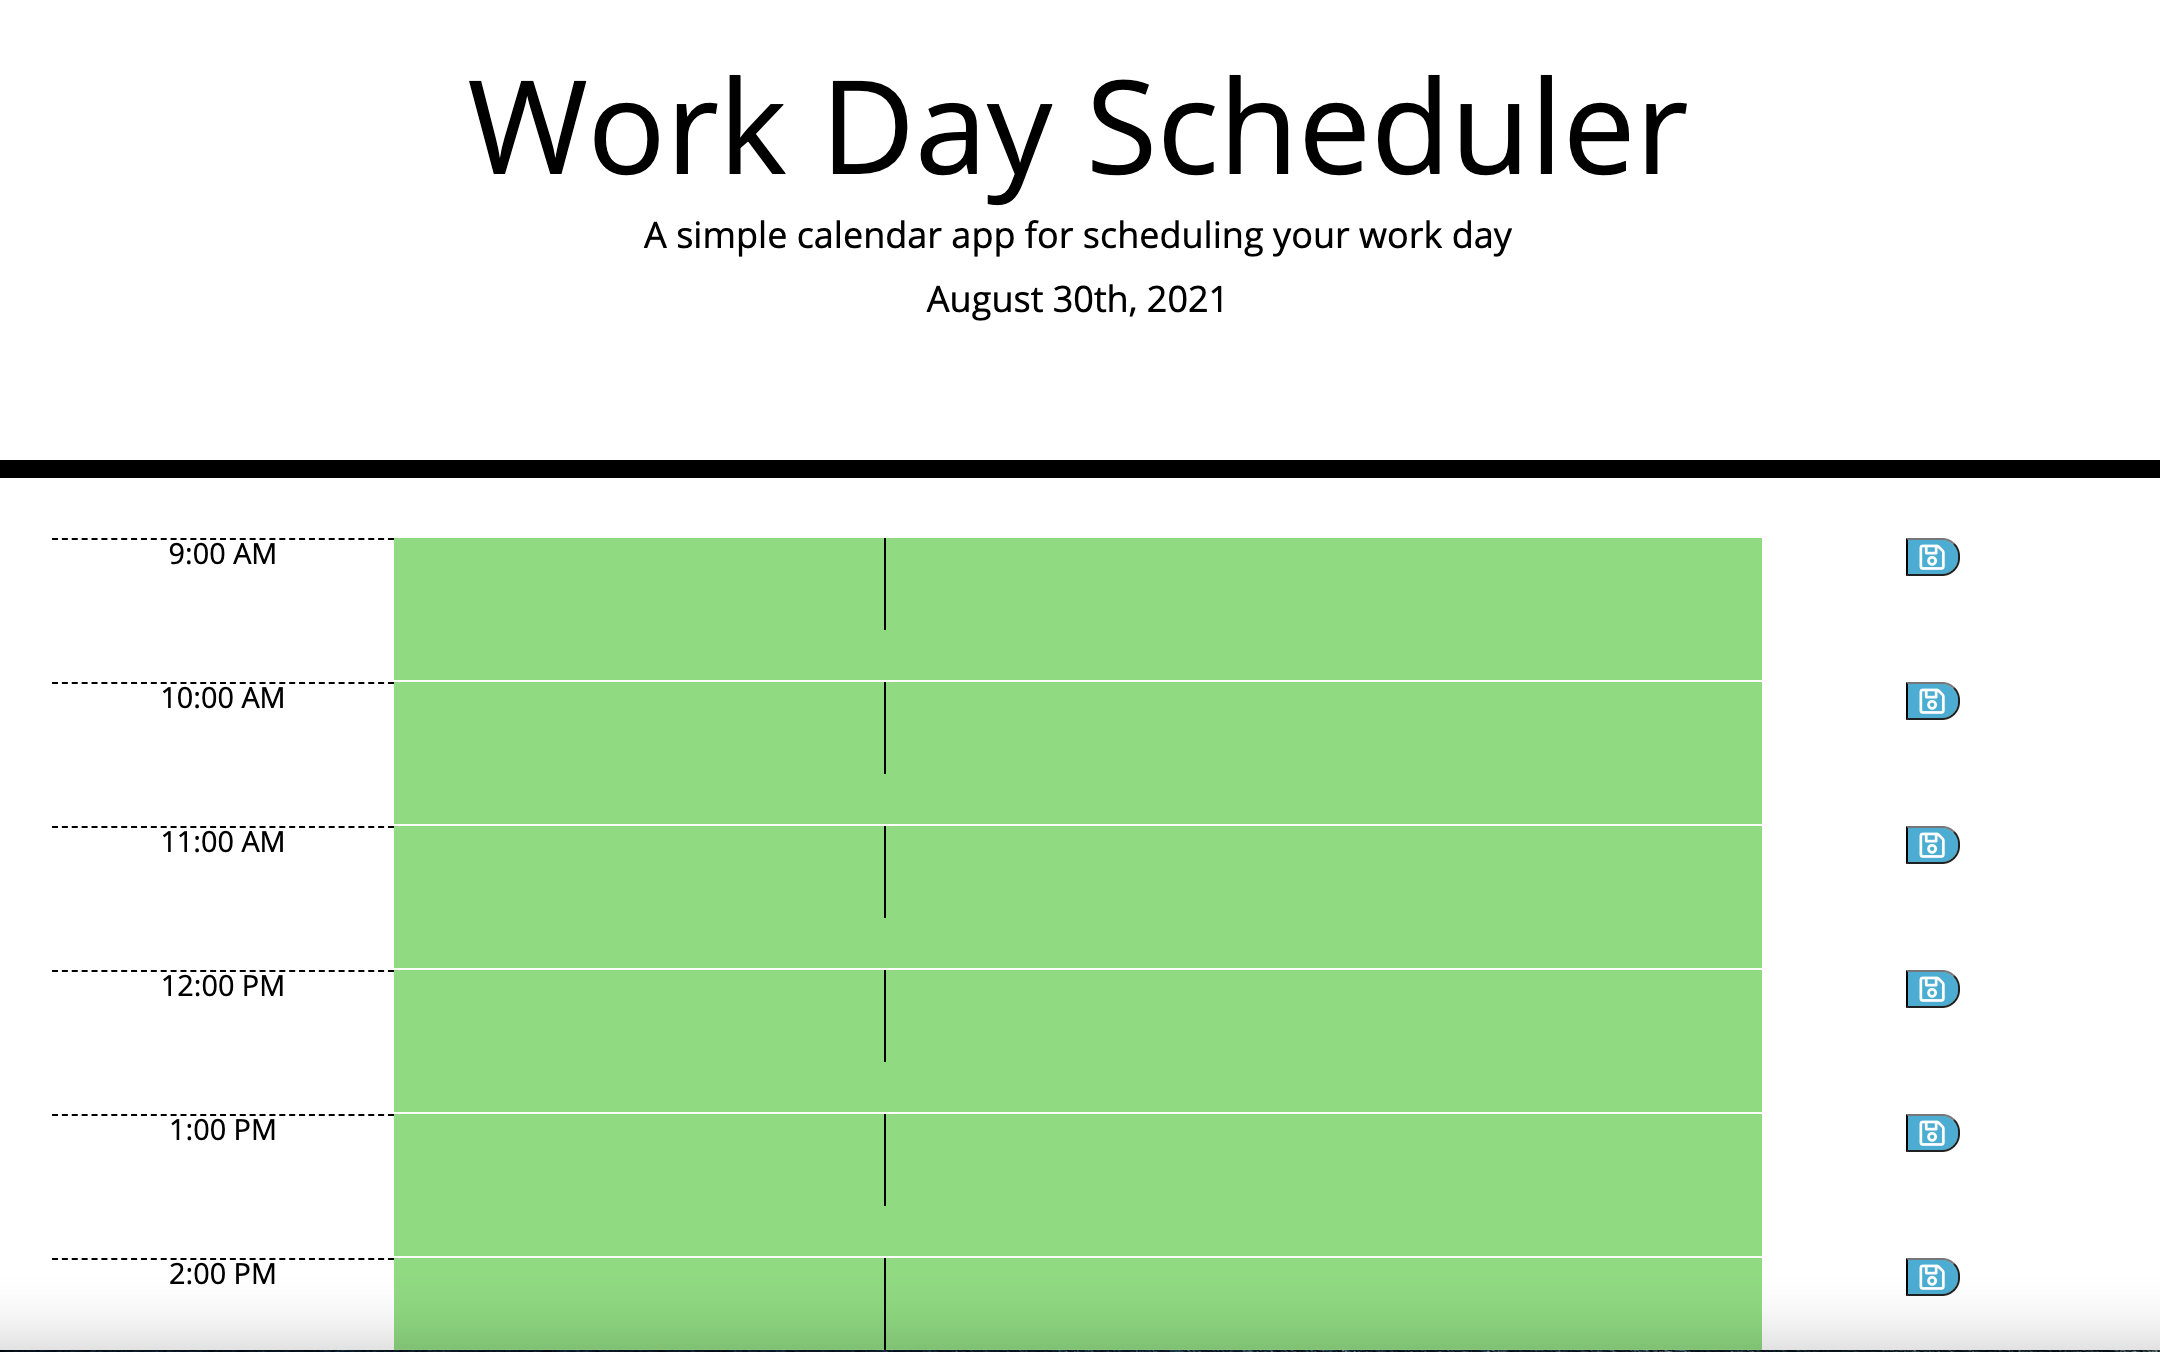 Work Day Scheduler
A simple calendar app for scheduling your work day
August 30th, 2021
9:00 AM
10:00 AM
11:00 AM
12:00 PM
1:00 PM
2:00 PM